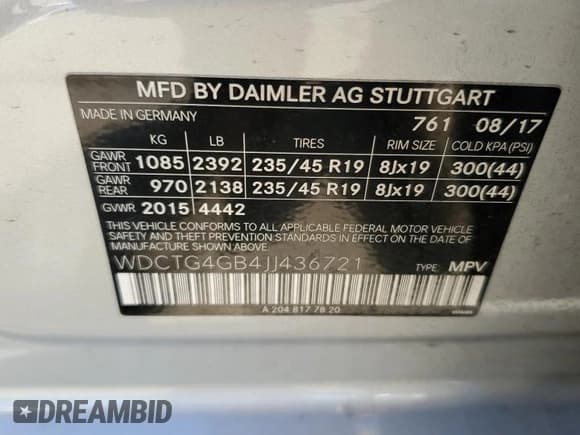 MFD BY DAIMLER AG STUTTGART
MADE IN GERMANY 761 08/17
KG LB TIRES RIM SIZE COLD KPA (PSI)
GAWR FRONT 1085 2392 235/45 R19 8Jx19 300(44)
GAWR REAR 970 2138 235/45 R19 8Jx19 300(44)
GVWR 2015 4442
THIS VEHICLE CONFORMS TO ALL APPLICABLE FEDERAL MOTOR VEHICLE
SAFETY AND THEFT PREVENTION STANDARDS IN EFFECT ON THE DATE
OF MANUFACTURE SHOWN ABOVE.
WDCTG4GB4JJ436721 TYPE: MPV
A 204 817 78 20
DREAMBID